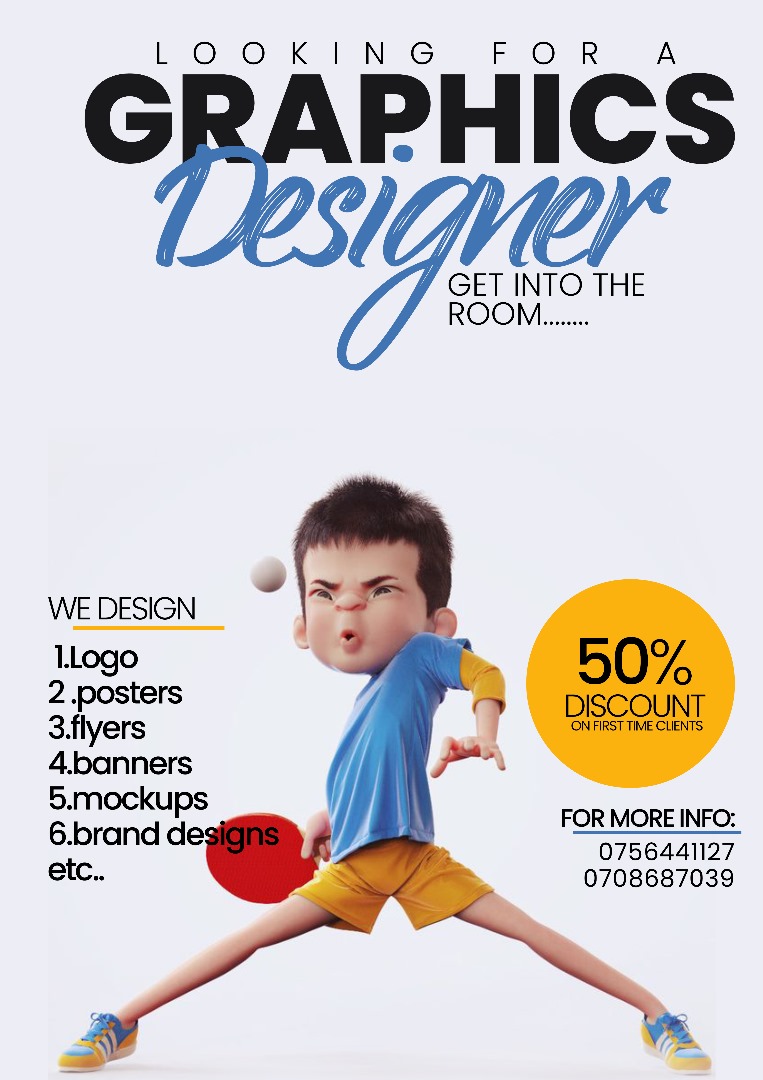 LOOKING FOR A
GRAPHICS
Designer
GET INTO THE
ROOM........
WE DESIGN
1.Logo
2 .posters
3.flyers
4.banners
5.mockups
6.brand designs
etc..
50%
DISCOUNT
ON FIRST TIME CLIENTS
FOR MORE INFO:
0756441127
0708687039